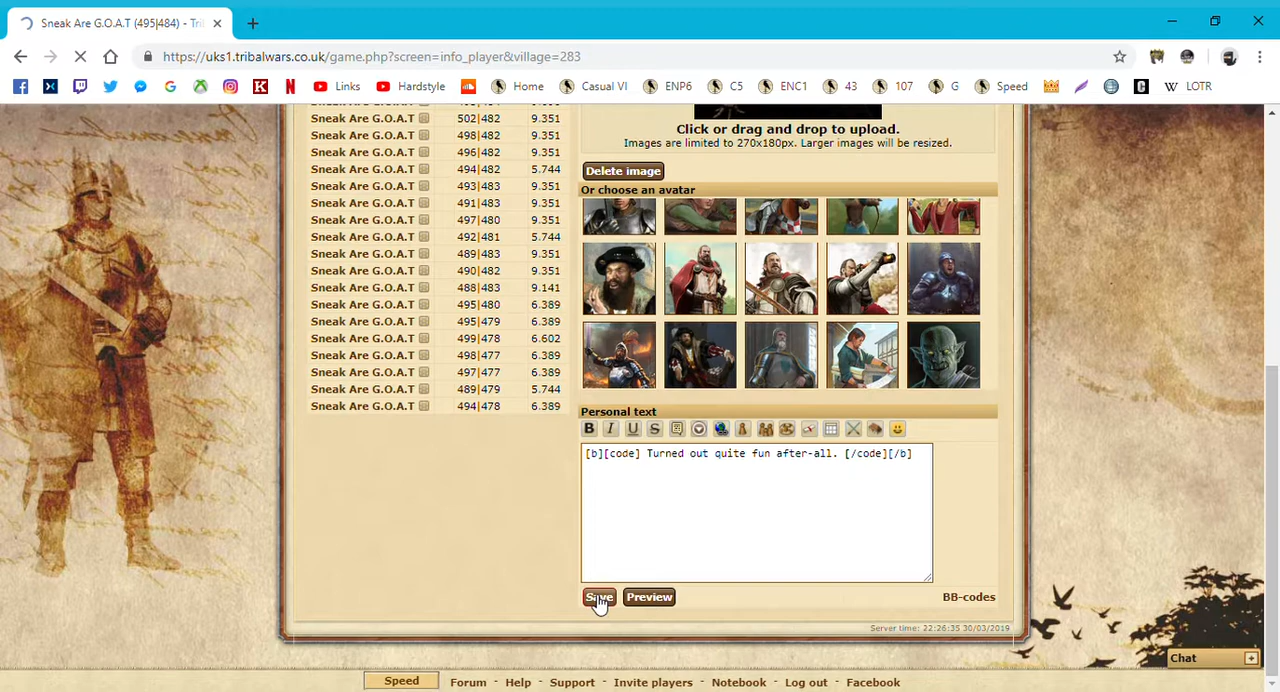 Sneak Are G.O.A.T (495|484) - Tri
https://uks1.tribalwars.co.uk/game.php?screen=info_player&village=283
Links
Hardstyle
Home
Casual VI
ENP6
C5
ENC1
43
107
G
Speed
LOTR
Sneak Are G.O.A.T 502|482 9.351
Sneak Are G.O.A.T 498|482 9.351
Sneak Are G.O.A.T 496|482 9.351
Sneak Are G.O.A.T 494|482 5.744
Sneak Are G.O.A.T 493|483 9.351
Sneak Are G.O.A.T 491|483 9.351
Sneak Are G.O.A.T 497|480 9.351
Sneak Are G.O.A.T 492|481 5.744
Sneak Are G.O.A.T 489|483 9.351
Sneak Are G.O.A.T 490|482 9.351
Sneak Are G.O.A.T 488|483 9.141
Sneak Are G.O.A.T 495|480 6.389
Sneak Are G.O.A.T 495|479 6.389
Sneak Are G.O.A.T 499|478 6.602
Sneak Are G.O.A.T 498|477 6.389
Sneak Are G.O.A.T 497|477 6.389
Sneak Are G.O.A.T 489|479 5.744
Sneak Are G.O.A.T 494|478 6.389
Click or drag and drop to upload.
Images are limited to 270x180px. Larger images will be resized.
Delete image
Or choose an avatar
Personal text
B I U S
[b][code] Turned out quite fun after-all. [/code][/b]
Save Preview BB-codes
Server time: 22:26:35 30/03/2019
Chat
Speed Forum - Help - Support - Invite players - Notebook - Log out - Facebook